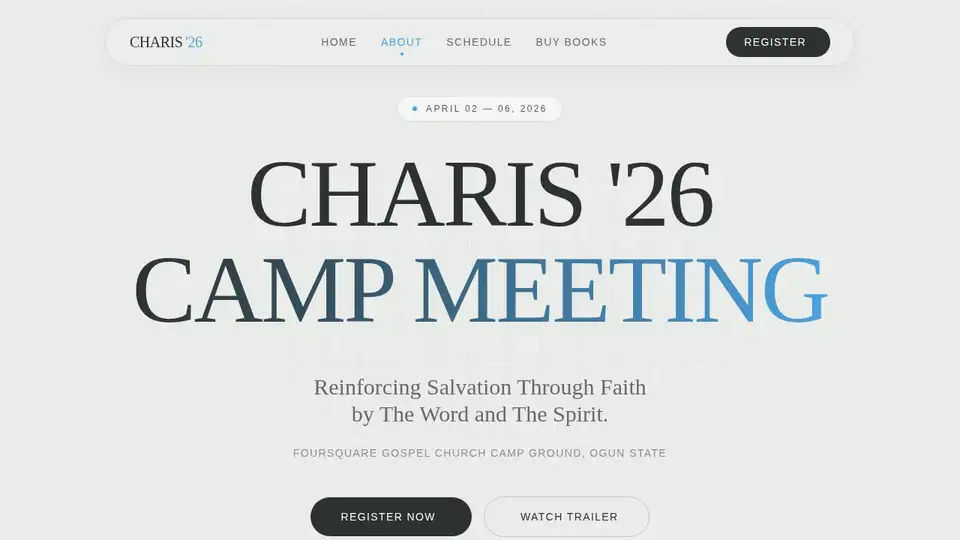 CHARIS '26
HOME
ABOUT
SCHEDULE
BUY BOOKS
REGISTER
APRIL 02 — 06, 2026
CHARIS '26
CAMP MEETING
Reinforcing Salvation Through Faith
by The Word and The Spirit.
FOURSQUARE GOSPEL CHURCH CAMP GROUND, OGUN STATE
REGISTER NOW
WATCH TRAILER